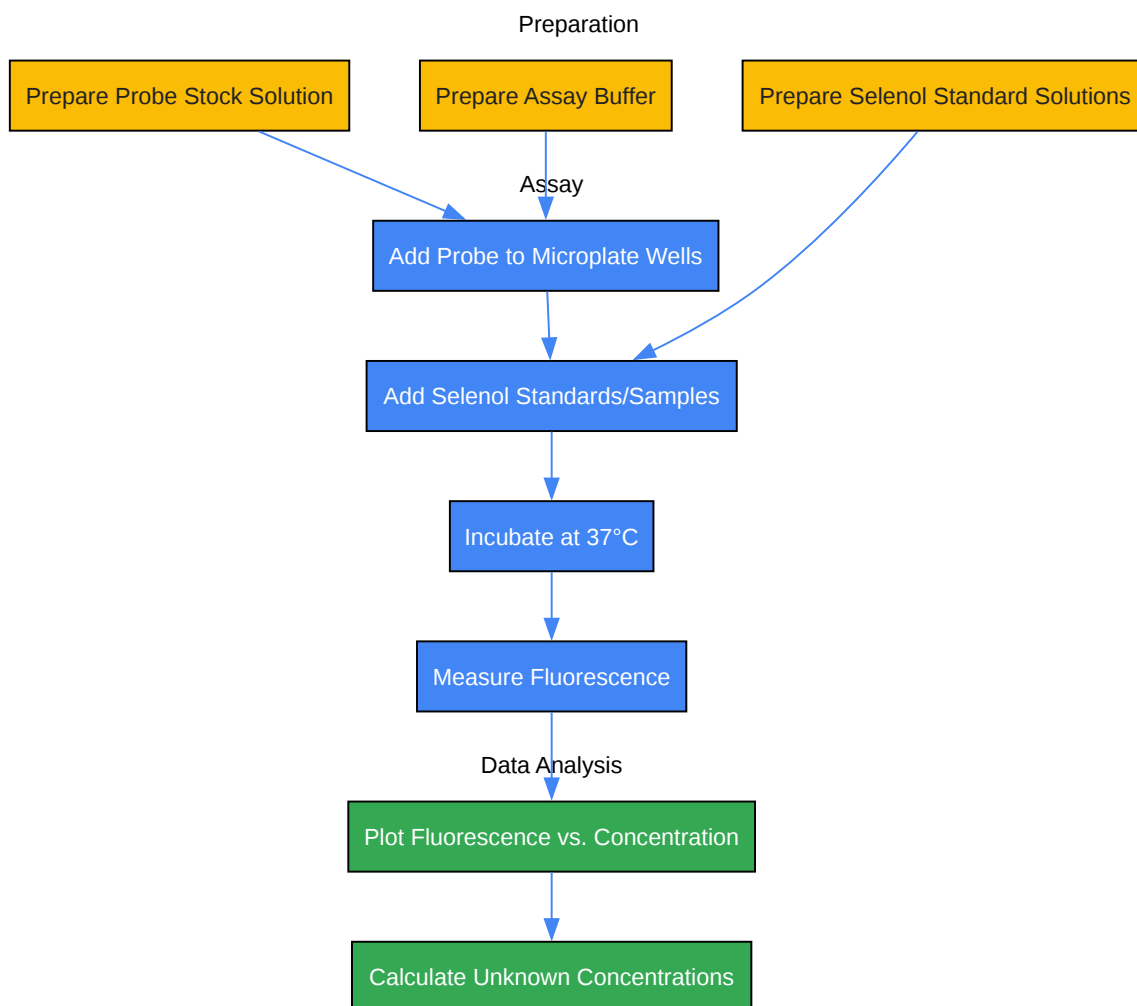 Preparation
Prepare Probe Stock Solution
Prepare Assay Buffer
Prepare Selenol Standard Solutions
Assay
Add Probe to Microplate Wells
Add Selenol Standards/Samples
Incubate at 37°C
Measure Fluorescence
Data Analysis
Plot Fluorescence vs. Concentration
Calculate Unknown Concentrations